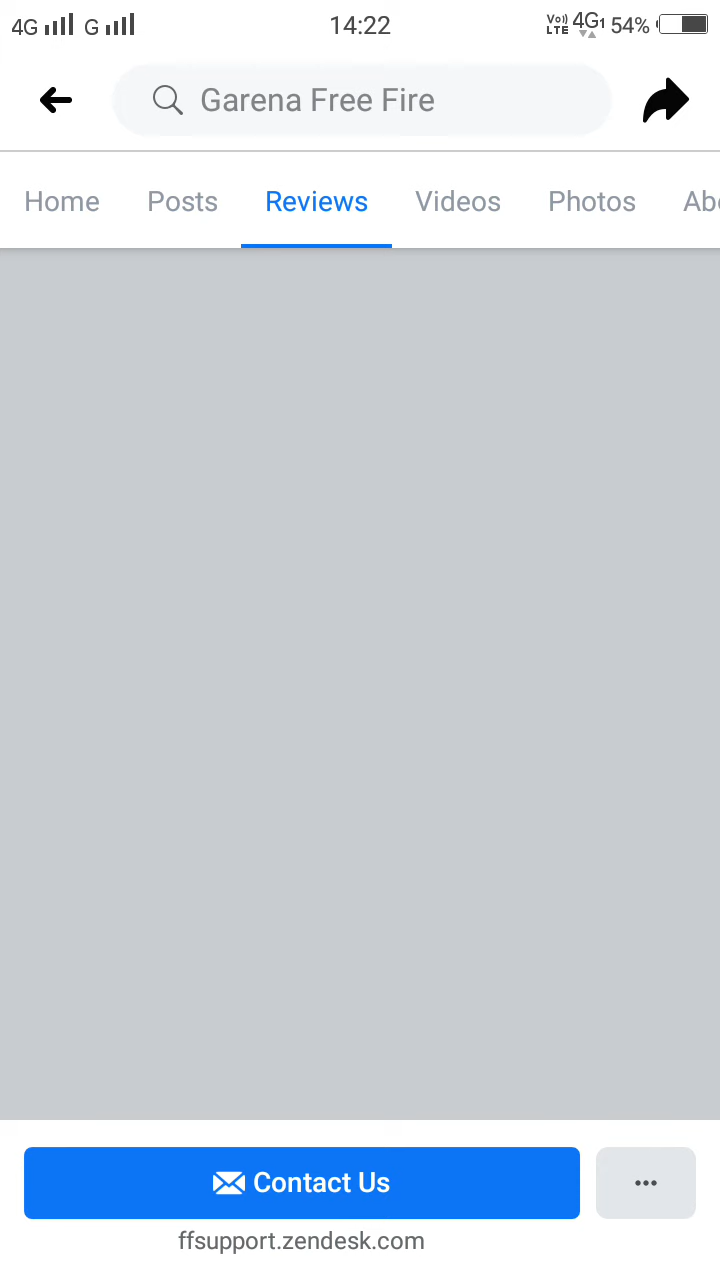 4G G 14:22 Vo)) LTE 4G1 54%
Garena Free Fire
Home Posts Reviews Videos Photos Ab
Contact Us
ffsupport.zendesk.com